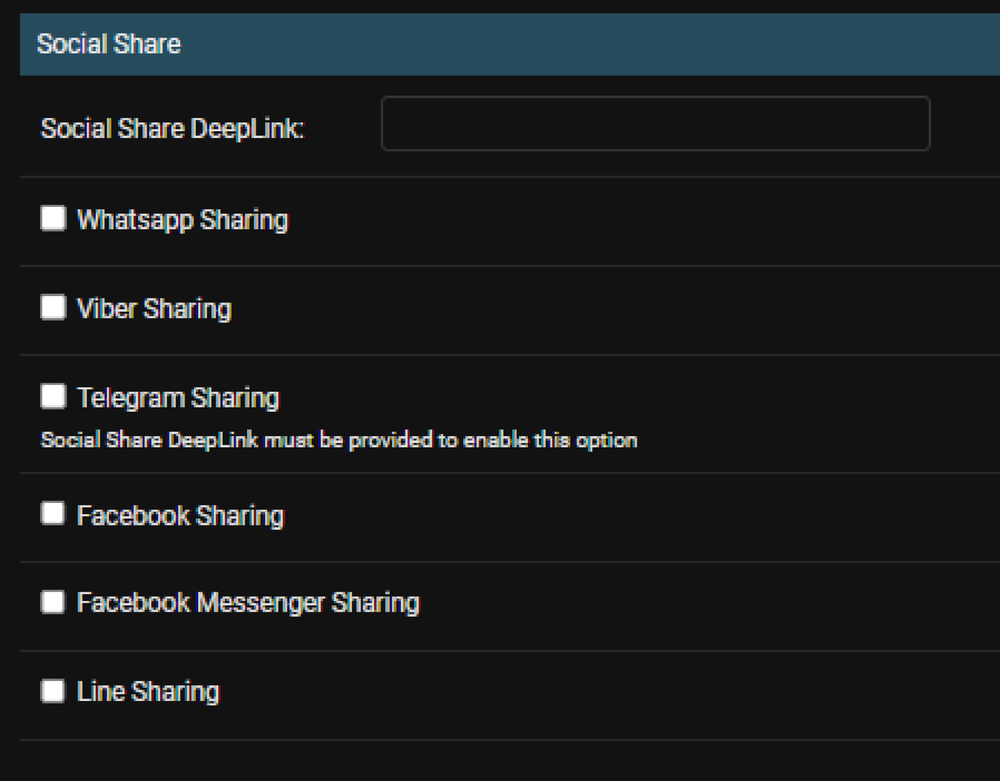 Social Share
Social Share DeepLink:
Whatsapp Sharing
Viber Sharing
Telegram Sharing
Social Share DeepLink must be provided to enable this option
Facebook Sharing
Facebook Messenger Sharing
Line Sharing